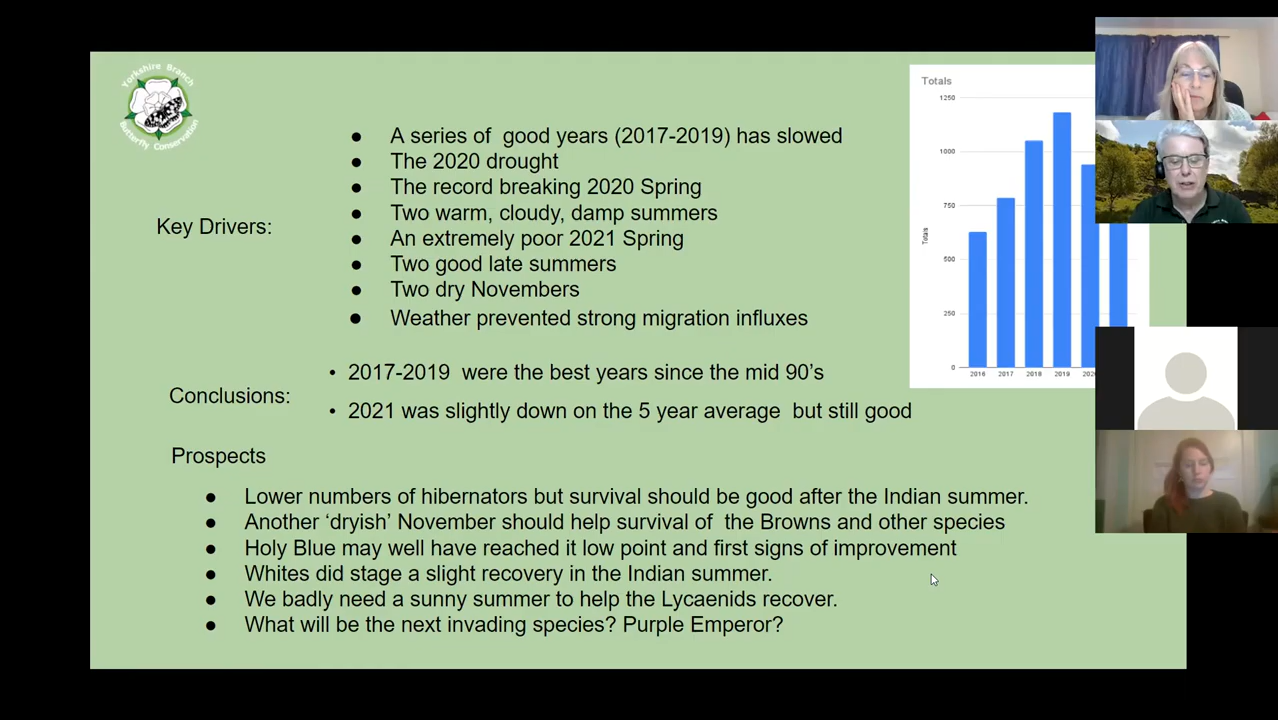 Yorkshire Branch
Butterfly Conservation
Key Drivers:
● A series of  good years (2017-2019) has slowed
● The 2020 drought
● The record breaking 2020 Spring
● Two warm, cloudy, damp summers
● An extremely poor 2021 Spring
● Two good late summers
● Two dry Novembers
● Weather prevented strong migration influxes
Totals
1250
1000
750
500
250
0
Totals
2016 2017 2018 2019
Conclusions:
• 2017-2019  were the best years since the mid 90's
• 2021 was slightly down on the 5 year average  but still good
Prospects
● Lower numbers of hibernators but survival should be good after the Indian summer.
● Another ‘dryish’ November should help survival of  the Browns and other species
● Holy Blue may well have reached it low point and first signs of improvement
● Whites did stage a slight recovery in the Indian summer.
● We badly need a sunny summer to help the Lycaenids recover.
● What will be the next invading species? Purple Emperor?